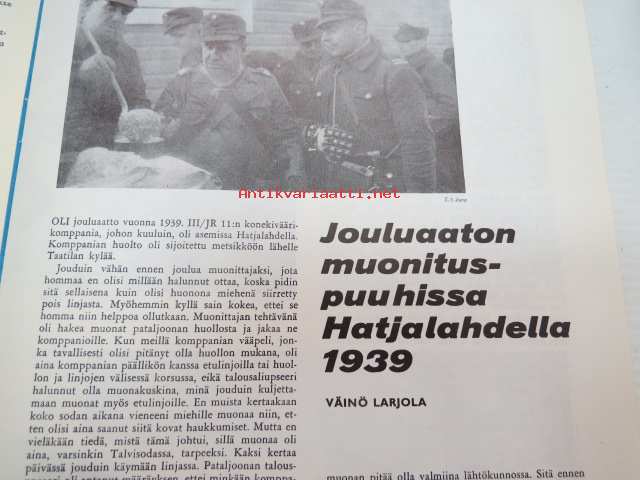 Antikvariaatti.net
OLI jouluaatto vuonna 1939. III/JR 11:n konekivääri-
komppania, johon kuuluin, oli asemissa Hatjalahdella.
Komppanian huolto oli sijoitettu metsikköön lähelle
Taatilan kylää.
Jouduin vähän ennen joulua muonittajaksi, jota
hommaa en olisi millään halunnut ottaa, koska pidin
sitä sellaisena kuin olisi huonona miehenä siirretty
pois linjasta. Myöhemmin kyllä sain kokea, ettei se
homma niin helppoa ollutkaan. Muonittajan tehtävänä
oli hakea muonat pataljoonan huollosta ja jakaa ne
komppanioille. Kun meillä komppanian vääpeli, jon-
ka tavallisesti olisi pitänyt olla huollon mukana, oli
aina komppanian päällikön kanssa etulinjoilla tai huol-
lon ja linjojen välisessä korsussa, eikä talousaliupseeri
halunnut olla muonakuskina, minä jouduin kuljetta-
maan muonat myös etulinjoille. En muista kertaakaan
koko sodan aikana vieneeni miehille muonaa niin, et-
ten olisi aina saanut siitä kovat haukkumiset. Mutta en
vieläkään tiedä, mistä tämä johtui, sillä muonaa oli
aina, varsinkin Talvisodassa, tarpeeksi. Kaksi kertaa
päivässä jouduin käymään linjassa. Pataljoonan talous-
Jouluaaton
muonitus-
puuhissa
Hatjalahdella
1939
VÄINÖ LARJOLA
muonan pitää olla valmiina lähtökunnossa. Sitä ennen